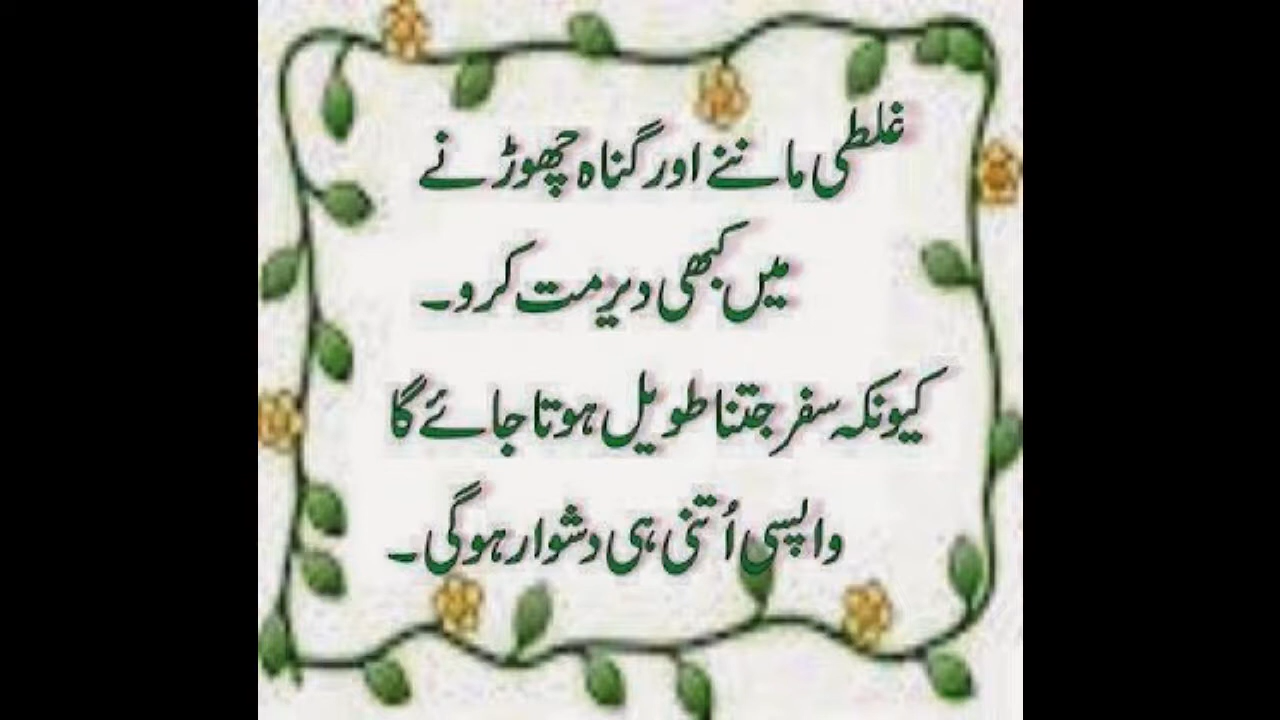 غلطی ماننے اور گناہ چھوڑنے
میں کبھی دیر مت کرو۔
کیونکہ سفر جتنا طویل ہوتا جائے گا
واپسی اُتنی ہی دشوار ہوگی۔